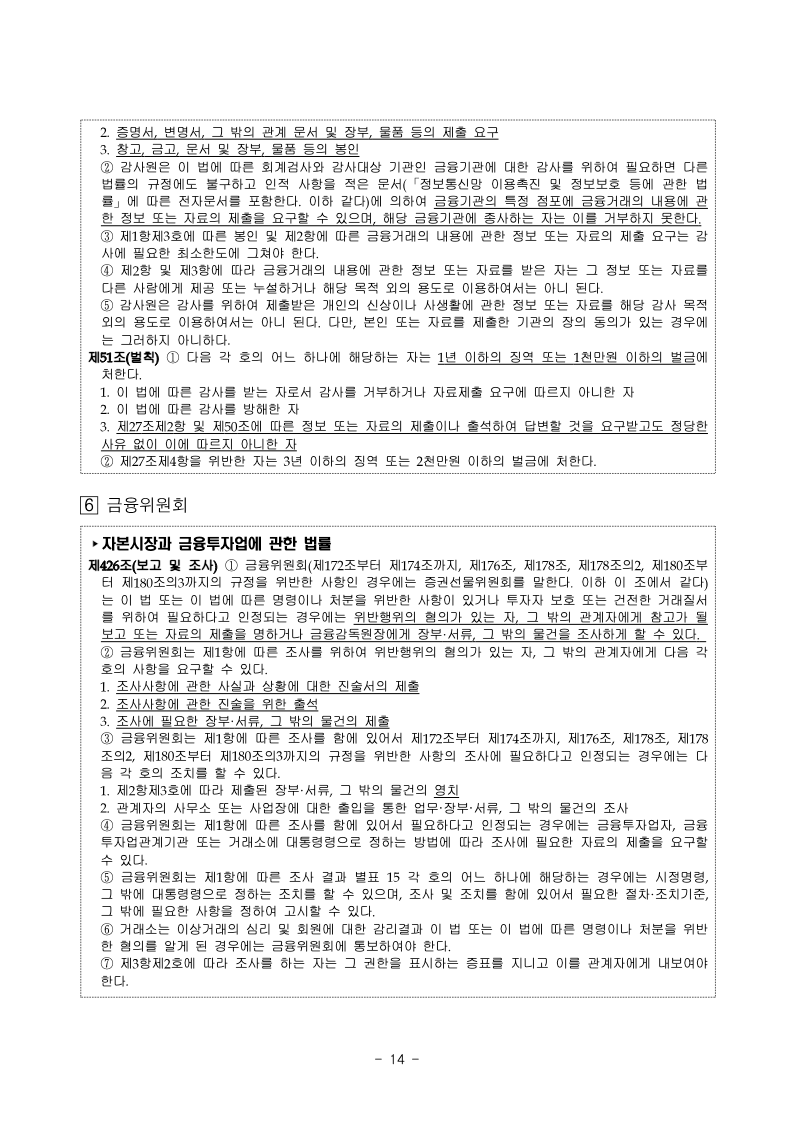 2. 증명서, 변명서, 그 밖의 관계 문서 및 장부, 물품 등의 제출 요구
3. 창고, 금고, 문서 및 장부, 물품 등의 봉인
② 감사원은 이 법에 따른 회계검사와 감사대상 기관인 금융기관에 대한 감사를 위하여 필요하면 다른
법률의 규정에도 불구하고 인적 사항을 적은 문서(「정보통신망 이용촉진 및 정보보호 등에 관한 법
률」에 따른 전자문서를 포함한다. 이하 같다)에 의하여 금융기관의 특정 점포에 금융거래의 내용에 관
한 정보 또는 자료의 제출을 요구할 수 있으며, 해당 금융기관에 종사하는 자는 이를 거부하지 못한다.
③ 제1항제3호에 따른 봉인 및 제2항에 따른 금융거래의 내용에 관한 정보 또는 자료의 제출 요구는 감
사에 필요한 최소한도에 그쳐야 한다.
④ 제2항 및 제3항에 따라 금융거래의 내용에 관한 정보 또는 자료를 받은 자는 그 정보 또는 자료를
다른 사람에게 제공 또는 누설하거나 해당 목적 외의 용도로 이용하여서는 아니 된다.
⑤ 감사원은 감사를 위하여 제출받은 개인의 신상이나 사생활에 관한 정보 또는 자료를 해당 감사 목적
외의 용도로 이용하여서는 아니 된다. 다만, 본인 또는 자료를 제출한 기관의 장의 동의가 있는 경우에
는 그러하지 아니하다.
제51조(벌칙) ① 다음 각 호의 어느 하나에 해당하는 자는 1년 이하의 징역 또는 1천만원 이하의 벌금에
처한다.
1. 이 법에 따른 감사를 받는 자로서 감사를 거부하거나 자료제출 요구에 따르지 아니한 자
2. 이 법에 따른 감사를 방해한 자
3. 제27조제2항 및 제50조에 따른 정보 또는 자료의 제출이나 출석하여 답변할 것을 요구받고도 정당한
사유 없이 이에 따르지 아니한 자
② 제27조제4항을 위반한 자는 3년 이하의 징역 또는 2천만원 이하의 벌금에 처한다.
6 금융위원회
▸자본시장과 금융투자업에 관한 법률
제426조(보고 및 조사) ① 금융위원회(제172조부터 제174조까지, 제176조, 제178조, 제178조의2, 제180조부
터 제180조의3까지의 규정을 위반한 사항인 경우에는 증권선물위원회를 말한다. 이하 이 조에서 같다)
는 이 법 또는 이 법에 따른 명령이나 처분을 위반한 사항이 있거나 투자자 보호 또는 건전한 거래질서
를 위하여 필요하다고 인정되는 경우에는 위반행위의 혐의가 있는 자, 그 밖의 관계자에게 참고가 될
보고 또는 자료의 제출을 명하거나 금융감독원장에게 장부·서류, 그 밖의 물건을 조사하게 할 수 있다.
② 금융위원회는 제1항에 따른 조사를 위하여 위반행위의 혐의가 있는 자, 그 밖의 관계자에게 다음 각
호의 사항을 요구할 수 있다.
1. 조사사항에 관한 사실과 상황에 대한 진술서의 제출
2. 조사사항에 관한 진술을 위한 출석
3. 조사에 필요한 장부·서류, 그 밖의 물건의 제출
③ 금융위원회는 제1항에 따른 조사를 함에 있어서 제172조부터 제174조까지, 제176조, 제178조, 제178
조의2, 제180조부터 제180조의3까지의 규정을 위반한 사항의 조사에 필요하다고 인정되는 경우에는 다
음 각 호의 조치를 할 수 있다.
1. 제2항제3호에 따라 제출된 장부·서류, 그 밖의 물건의 영치
2. 관계자의 사무소 또는 사업장에 대한 출입을 통한 업무·장부·서류, 그 밖의 물건의 조사
④ 금융위원회는 제1항에 따른 조사를 함에 있어서 필요하다고 인정되는 경우에는 금융투자업자, 금융
투자업관계기관 또는 거래소에 대통령령으로 정하는 방법에 따라 조사에 필요한 자료의 제출을 요구할
수 있다.
⑤ 금융위원회는 제1항에 따른 조사 결과 별표 15 각 호의 어느 하나에 해당하는 경우에는 시정명령,
그 밖에 대통령령으로 정하는 조치를 할 수 있으며, 조사 및 조치를 함에 있어서 필요한 절차·조치기준,
그 밖에 필요한 사항을 정하여 고시할 수 있다.
⑥ 거래소는 이상거래의 심리 및 회원에 대한 감리결과 이 법 또는 이 법에 따른 명령이나 처분을 위반
한 혐의를 알게 된 경우에는 금융위원회에 통보하여야 한다.
⑦ 제3항제2호에 따라 조사를 하는 자는 그 권한을 표시하는 증표를 지니고 이를 관계자에게 내보여야
한다.
- 14 -